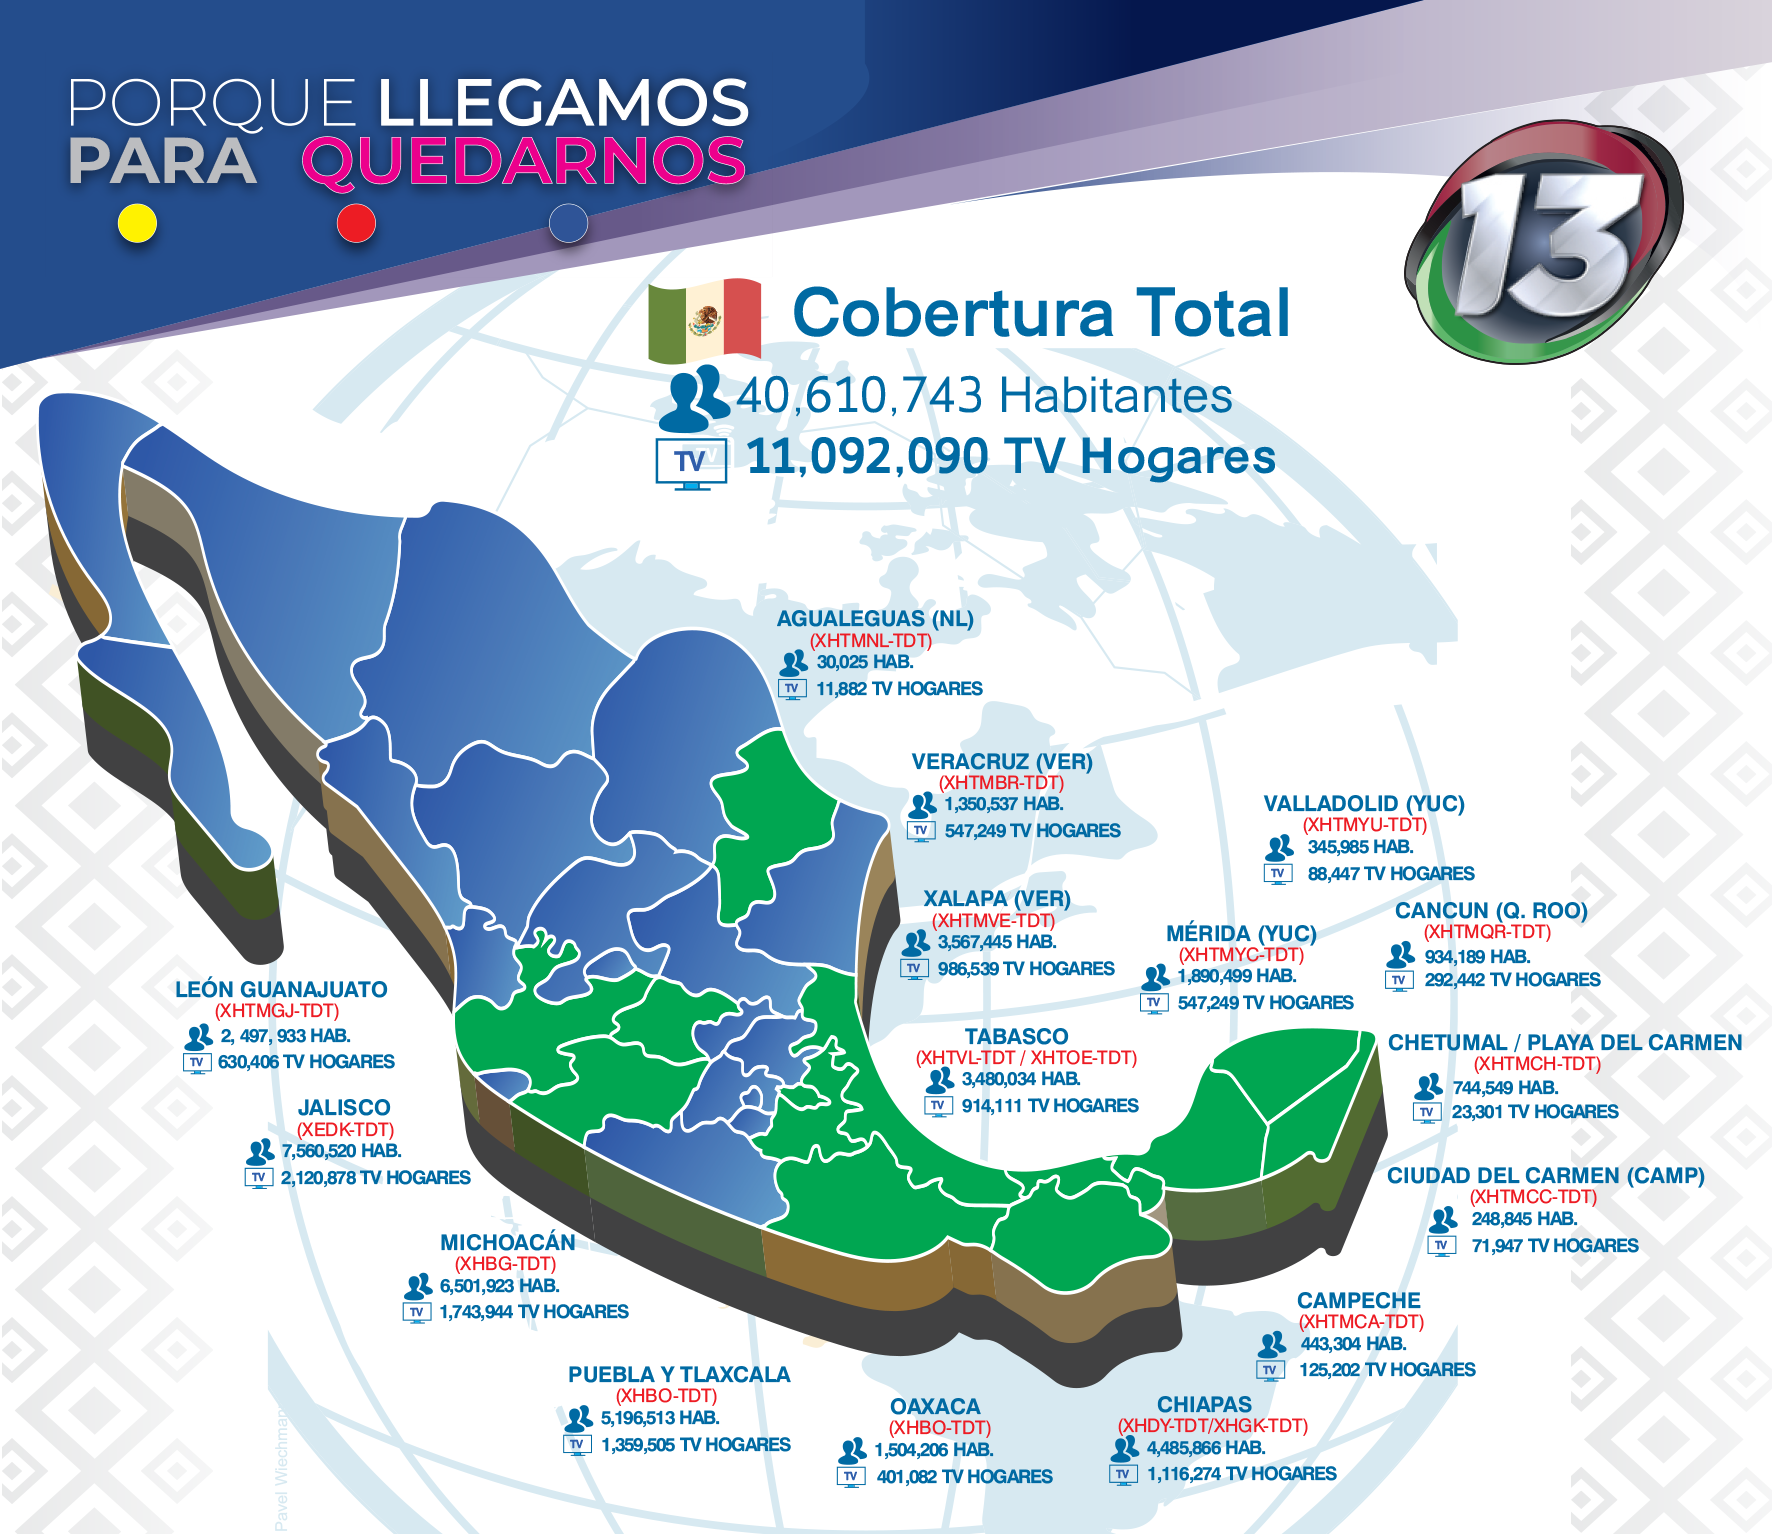 PORQUE LLEGAMOS
PARA QUEDARNOS
13
Cobertura Total
40,610,743 Habitantes
TV 11,092,090 TV Hogares
AGUALEGUAS (NL)
(XHTMNL-TDT)
30,025 HAB.
TV 11,882 TV HOGARES
VERACRUZ (VER)
(XHTMBR-TDT)
1,350,537 HAB.
TV 547,249 TV HOGARES
VALLADOLID (YUC)
(XHTMYU-TDT)
345,985 HAB.
TV 88,447 TV HOGARES
XALAPA (VER)
(XHTMVE-TDT)
3,567,445 HAB.
TV 986,539 TV HOGARES
MÉRIDA (YUC)
(XHTMYC-TDT)
1,890,499 HAB.
TV 547,249 TV HOGARES
CANCUN (Q. ROO)
(XHTMQR-TDT)
934,189 HAB.
TV 292,442 TV HOGARES
LEÓN GUANAJUATO
(XHTMGJ-TDT)
2, 497, 933 HAB.
TV 630,406 TV HOGARES
TABASCO
(XHTVL-TDT / XHTOE-TDT)
3,480,034 HAB.
TV 914,111 TV HOGARES
CHETUMAL / PLAYA DEL CARMEN
(XHTMCH-TDT)
744,549 HAB.
TV 23,301 TV HOGARES
JALISCO
(XEDK-TDT)
7,560,520 HAB.
TV 2,120,878 TV HOGARES
CIUDAD DEL CARMEN (CAMP)
(XHTMCC-TDT)
248,845 HAB.
TV 71,947 TV HOGARES
MICHOACÁN
(XHBG-TDT)
6,501,923 HAB.
TV 1,743,944 TV HOGARES
CAMPECHE
(XHTMCA-TDT)
443,304 HAB.
TV 125,202 TV HOGARES
PUEBLA Y TLAXCALA
(XHBO-TDT)
5,196,513 HAB.
TV 1,359,505 TV HOGARES
OAXACA
(XHBO-TDT)
1,504,206 HAB.
TV 401,082 TV HOGARES
CHIAPAS
(XHDY-TDT/XHGK-TDT)
4,485,866 HAB.
TV 1,116,274 TV HOGARES
Pavel Wiechman